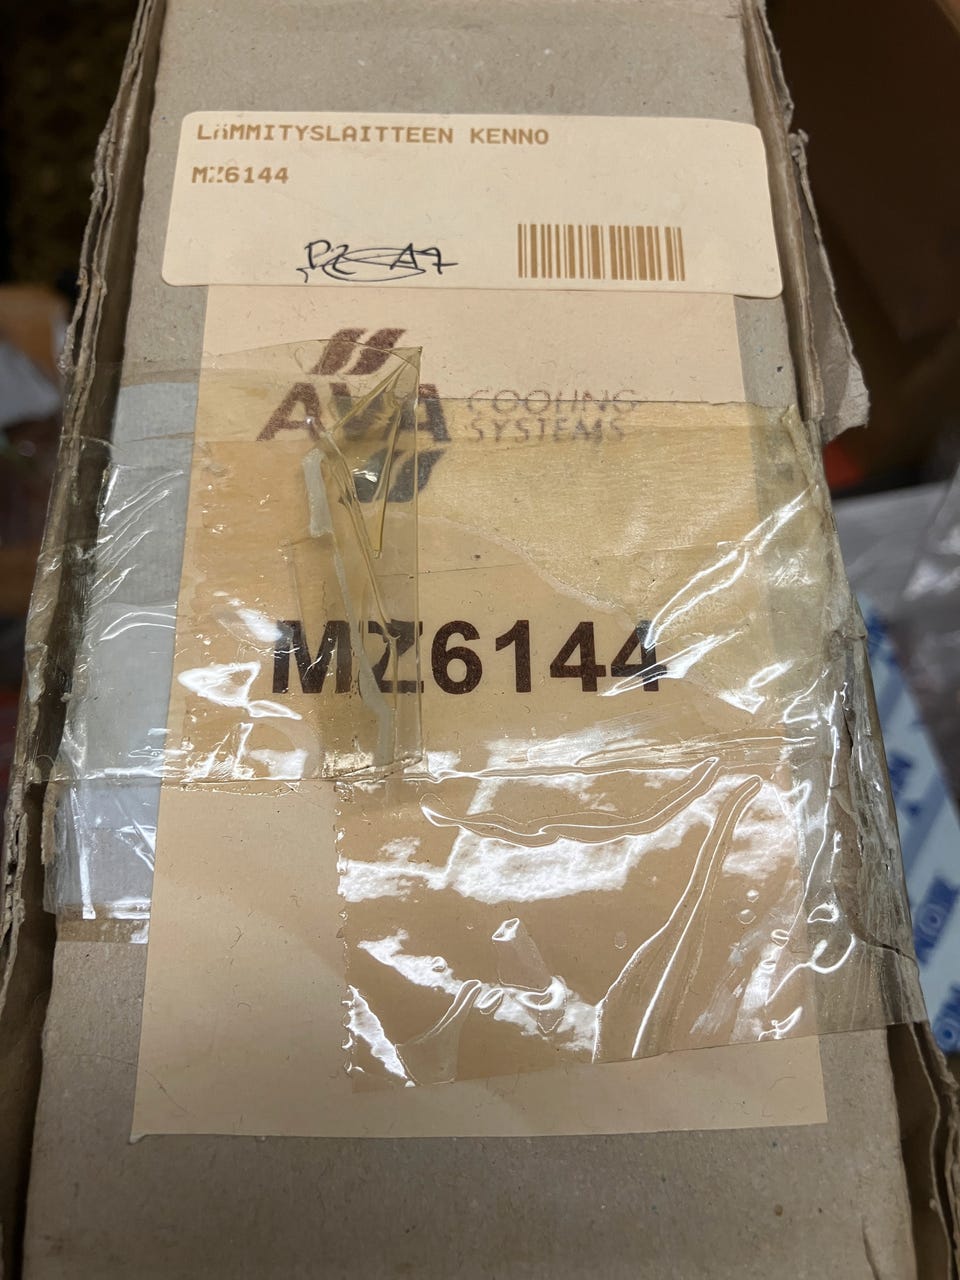 LÄMMITYSLAITTEEN KENNO
MZ6144
AVA COOLING
SYSTEMS
MZ6144